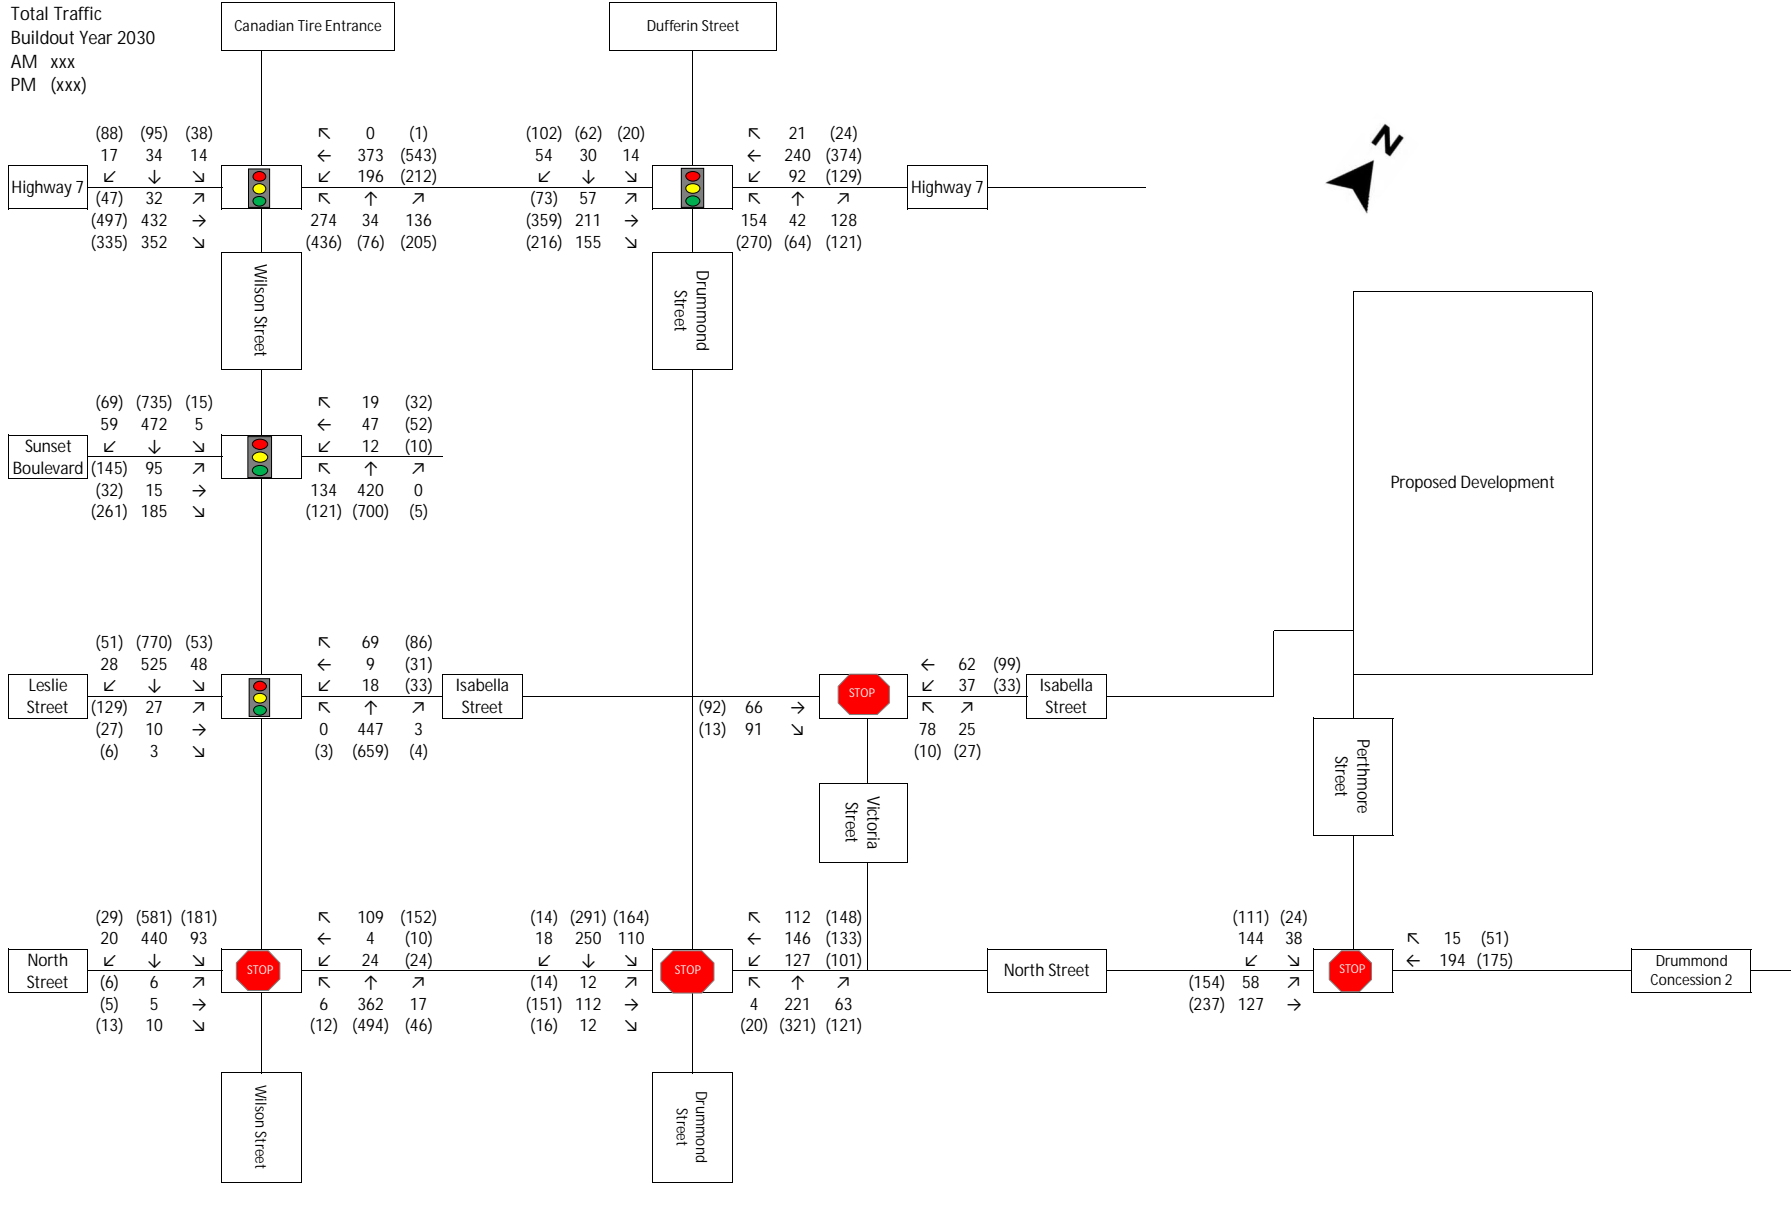 Total Traffic
Buildout Year 2030
AM xxx
PM (xxx)
Canadian Tire Entrance
Dufferin Street
N
(88) (95) (38) ↖ 0 (1) (102) (62) (20) ↖ 21 (24)
17 34 14 ← 373 (543) 54 30 14 ← 240 (374)
↙ ↓ ↘ ↙ 196 (212) ↙ ↓ ↘ ↙ 92 (129)
Highway 7
Highway 7
(47) 32 ↗ ↖ ↑ ↗ (73) 57 ↗ ↖ ↑ ↗
(497) 432 → 274 34 136 (359) 211 → 154 42 128
(335) 352 ↘ (436) (76) (205) (216) 155 ↘ (270) (64) (121)
Wilson Street
Drummond
Street
(69) (735) (15) ↖ 19 (32)
59 472 5 ← 47 (52)
↙ ↓ ↘ ↙ 12 (10)
Sunset
Boulevard
(145) 95 ↗ ↖ ↑ ↗
(32) 15 → 134 420 0
(261) 185 ↘ (121) (700) (5)
Proposed Development
(51) (770) (53) ↖ 69 (86)
28 525 48 ← 9 (31) ← 62 (99)
↙ ↓ ↘ ↙ 18 (33) ↙ 37 (33)
Leslie
Street
Isabella
Street
STOP
Isabella
Street
(129) 27 ↗ ↖ ↑ ↗ (92) 66 → ↖ ↗
(27) 10 → 0 447 3 (13) 91 ↘ 78 25
(6) 3 ↘ (3) (659) (4) (10) (27)
Victoria
Street
Perthmore
Street
(29) (581) (181) ↖ 109 (152) (14) (291) (164) ↖ 112 (148) (111) (24)
20 440 93 ← 4 (10) 18 250 110 ← 146 (133) 144 38 ↖ 15 (51)
↙ ↓ ↘ ↙ 24 (24) ↙ ↓ ↘ ↙ 127 (101) ↙ ↘ ← 194 (175)
North
Street
STOP
STOP
North Street
STOP
Drummond
Concession 2
(6) 6 ↗ ↖ ↑ ↗ (14) 12 ↗ ↖ ↑ ↗ (154) 58 ↗
(5) 5 → 6 362 17 (151) 112 → 4 221 63 (237) 127 →
(13) 10 ↘ (12) (494) (46) (16) 12 ↘ (20) (321) (121)
Wilson Street
Drummond
Street